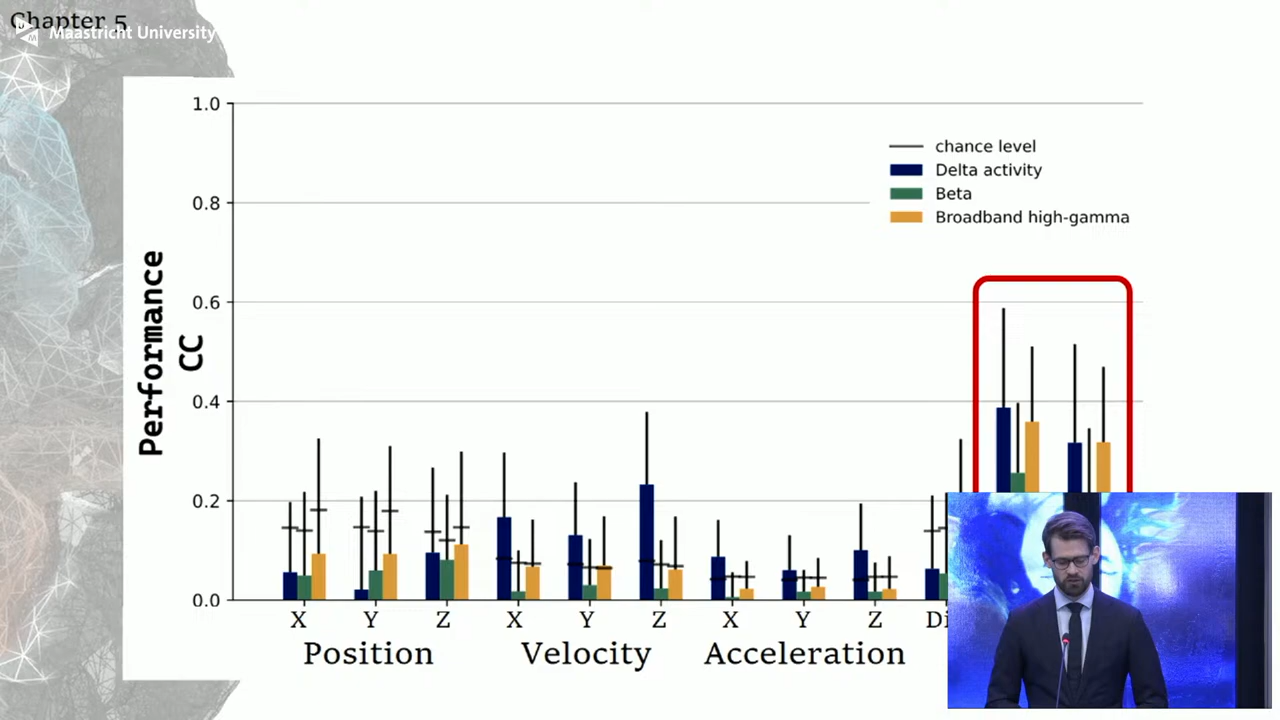 Chapter 5
Maastricht University
Performance
CC
1.0
0.8
0.6
0.4
0.2
0.0
chance level
Delta activity
Beta
Broadband high-gamma
X Y Z X Y Z X Y Z
Position Velocity Acceleration